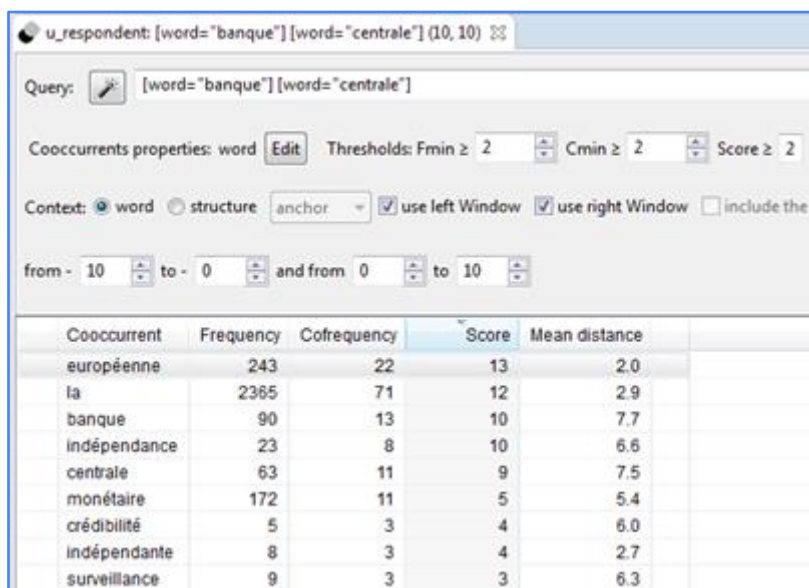 u_respondent: [word="banque"] [word="centrale"] (10, 10)
Query: [word="banque"] [word="centrale"]
Cooccurrents properties: word Edit Thresholds: Fmin ≥ 2 Cmin ≥ 2 Score ≥ 2
Context: word structure anchor use left Window use right Window include the
from - 10 to - 0 and from 0 to 10
Cooccurrent Frequency Cofrequency Score Mean distance
européenne 243 22 13 2.0
la 2365 71 12 2.9
banque 90 13 10 7.7
indépendance 23 8 10 6.6
centrale 63 11 9 7.5
monétaire 172 11 5 5.4
crédibilité 5 3 4 6.0
indépendante 8 3 4 2.7
surveillance 9 3 3 6.3